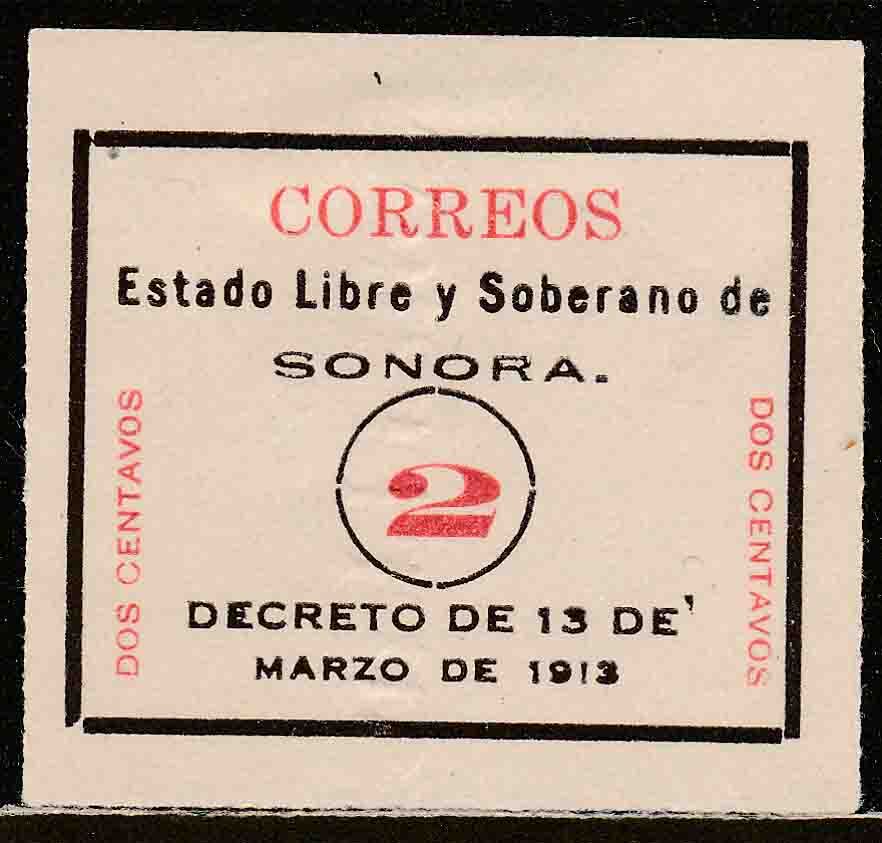 CORREOS
Estado Libre y Soberano de
SONORA.
DOS CENTAVOS
2
DOS CENTAVOS
DECRETO DE 13 DE'
MARZO DE 1913